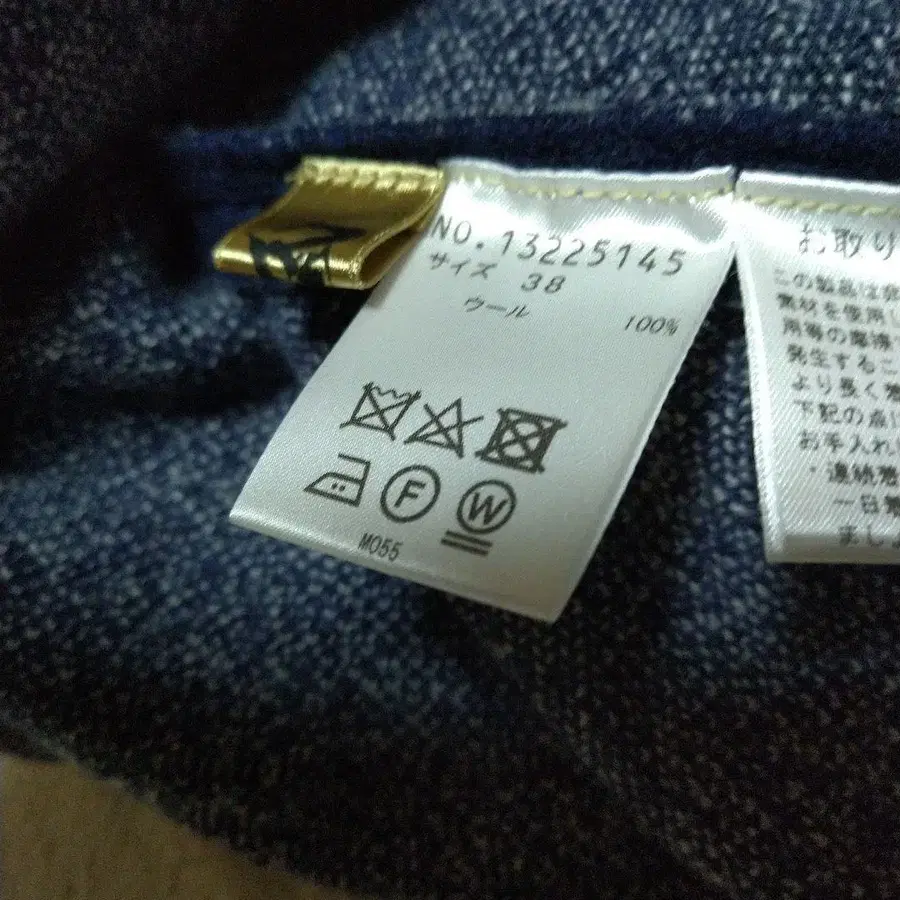 NO.13225145
サイズ 38
ウール 100%
F W
M055
お取り
この製品は
素材を使用し
用等の摩擦
発生するこ
より長く着
下記の点に
お手入れ
・連続着
一日着
ましょ